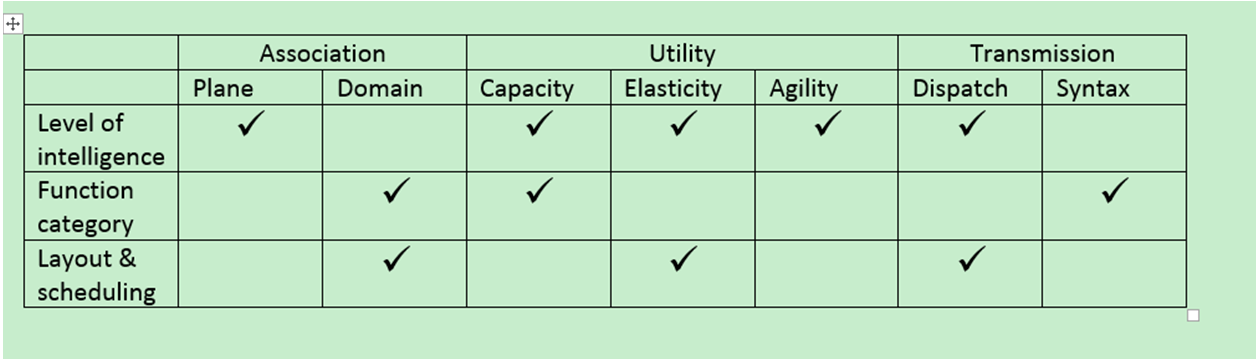 Association Utility Transmission
Plane Domain Capacity Elasticity Agility Dispatch Syntax
Level of
intelligence
✓ ✓ ✓ ✓ ✓
Function
category
✓ ✓ ✓
Layout &
scheduling
✓ ✓ ✓